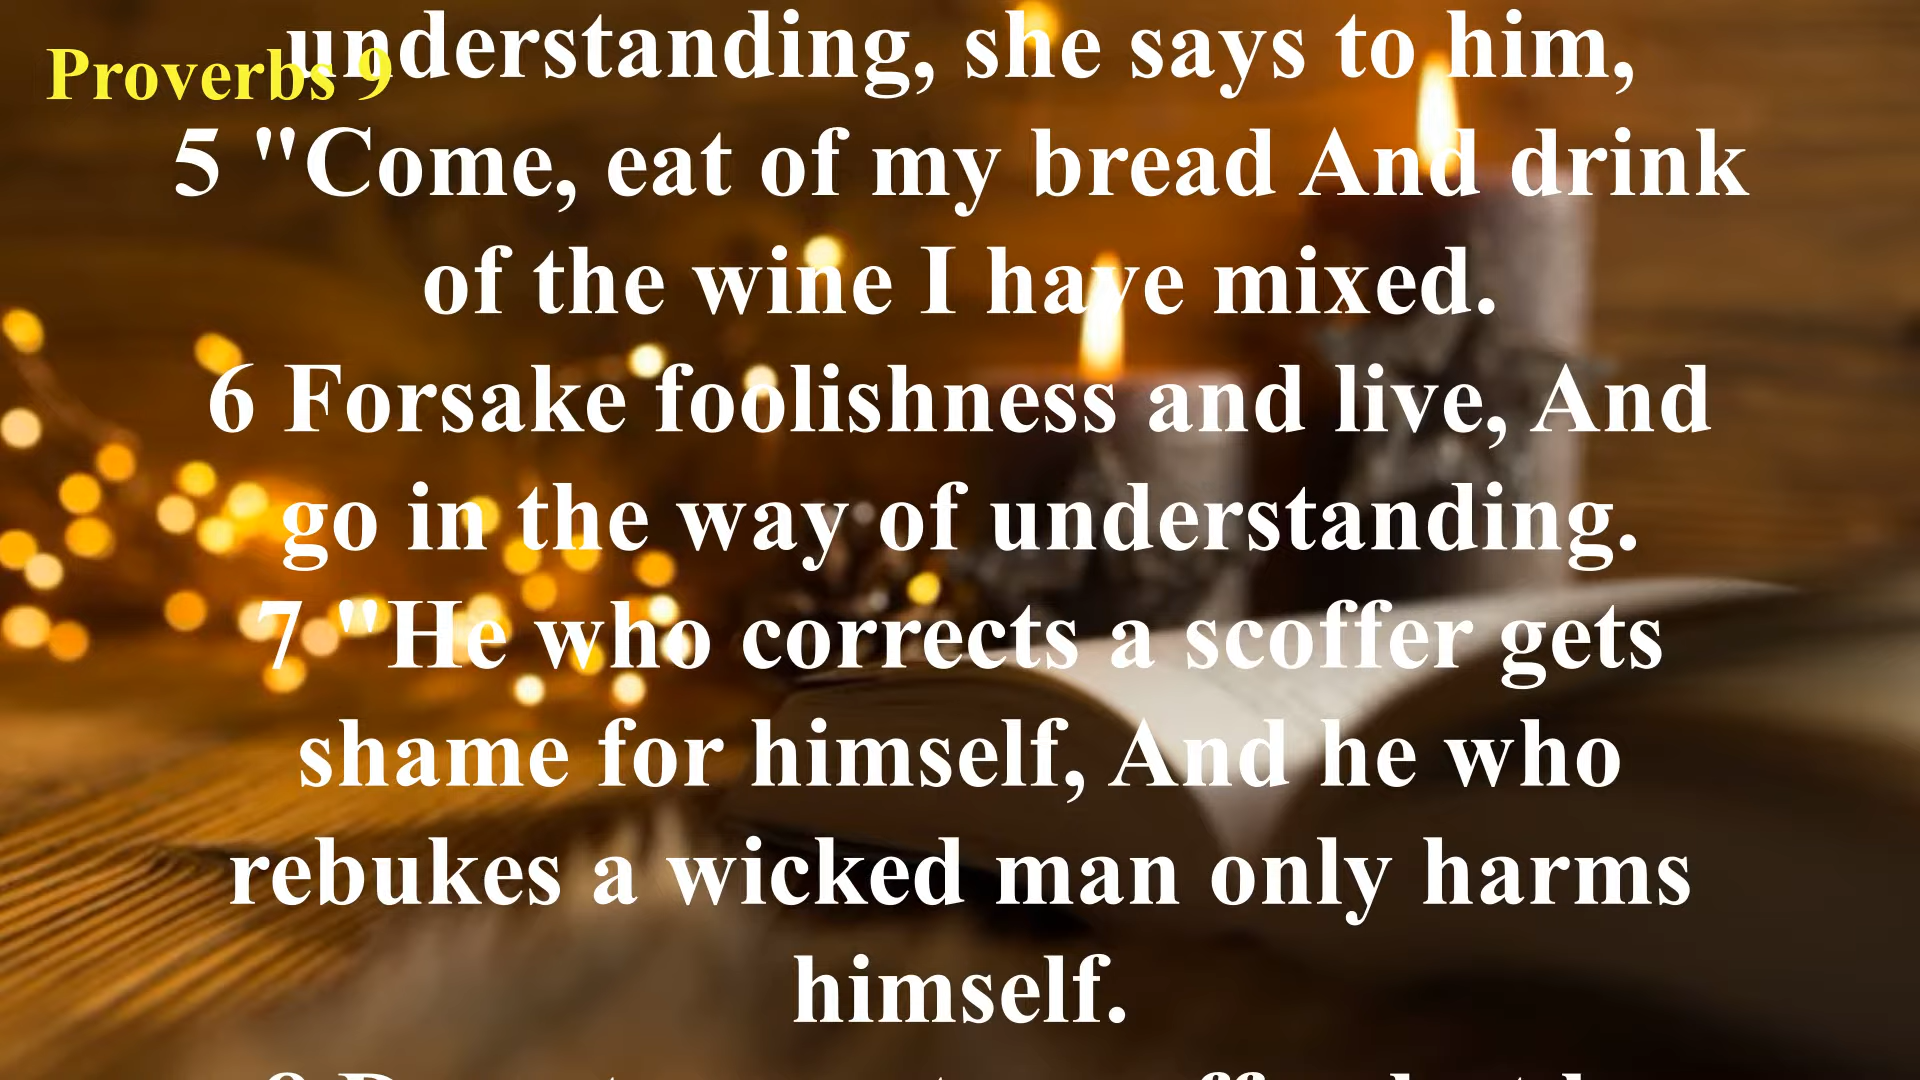 Proverbs 9
understanding, she says to him,
5 "Come, eat of my bread And drink
of the wine I have mixed.
6 Forsake foolishness and live, And
go in the way of understanding.
7 "He who corrects a scoffer gets
shame for himself, And he who
rebukes a wicked man only harms
himself.